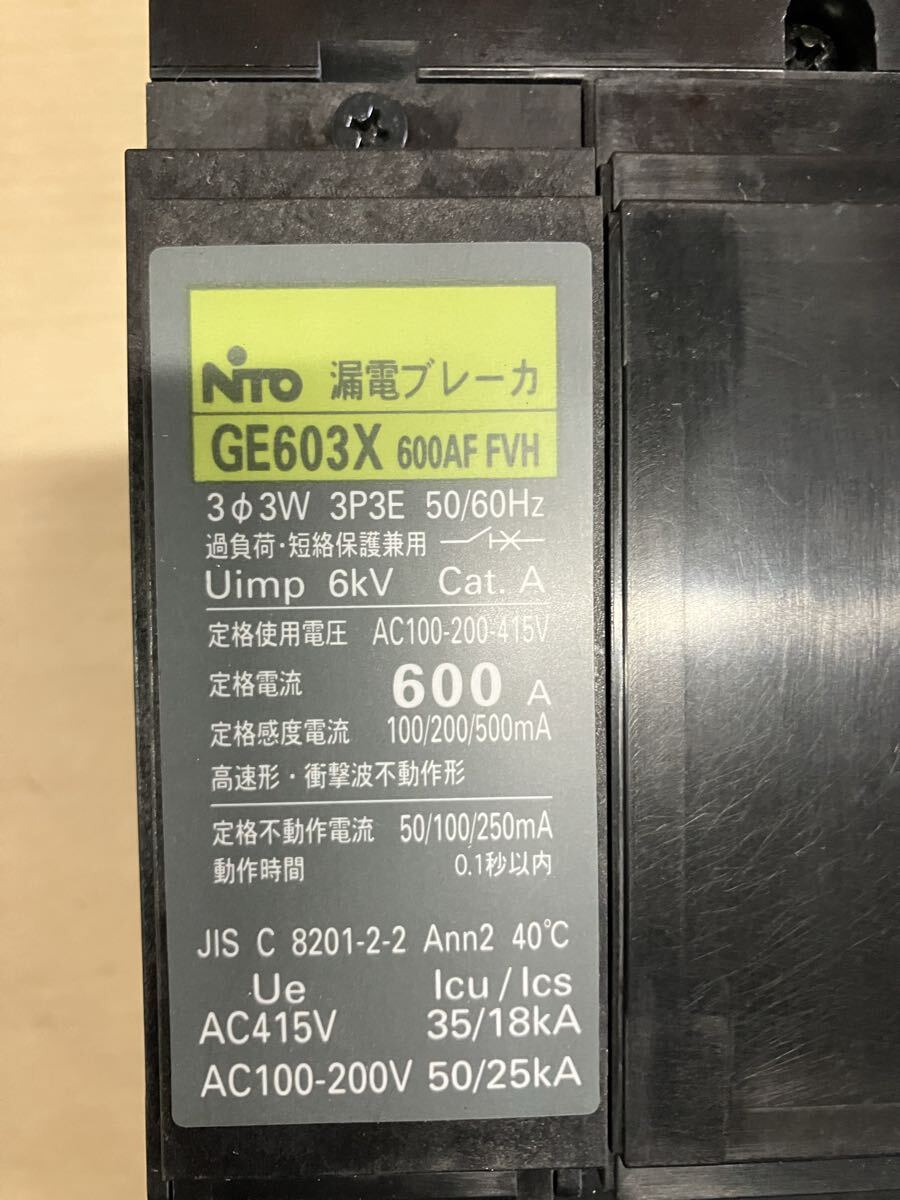 NiTO 漏電ブレーカ
GE603X 600AF FVH
3φ3W 3P3E 50/60Hz
過負荷・短絡保護兼用
Uimp 6kV Cat. A
定格使用電圧 AC100-200-415V
定格電流 600 A
定格感度電流 100/200/500mA
高速形・衝撃波不動作形
定格不動作電流 50/100/250mA
動作時間 0.1秒以内
JIS C 8201-2-2 Ann2 40℃
Ue Icu/Ics
AC415V 35/18kA
AC100-200V 50/25kA